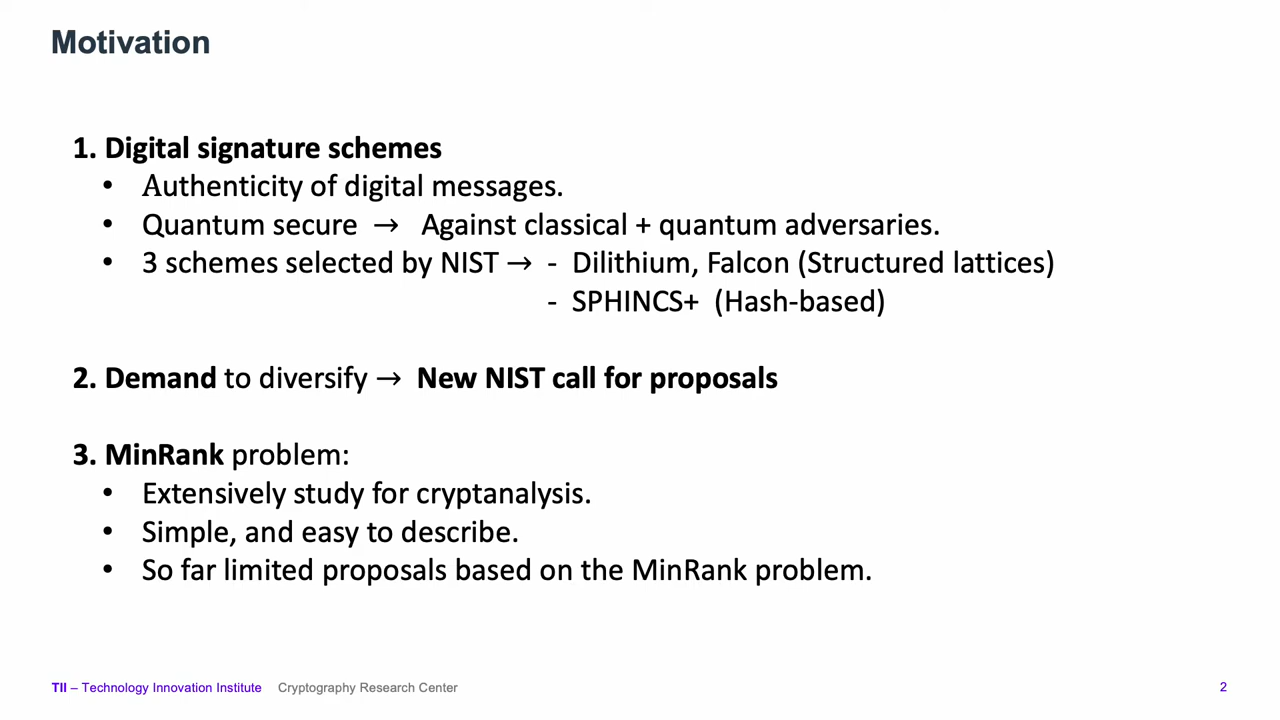 Motivation
1. Digital signature schemes
• Authenticity of digital messages.
• Quantum secure → Against classical + quantum adversaries.
• 3 schemes selected by NIST → - Dilithium, Falcon (Structured lattices)
- SPHINCS+ (Hash-based)
2. Demand to diversify → New NIST call for proposals
3. MinRank problem:
• Extensively study for cryptanalysis.
• Simple, and easy to describe.
• So far limited proposals based on the MinRank problem.
TII – Technology Innovation Institute Cryptography Research Center 2